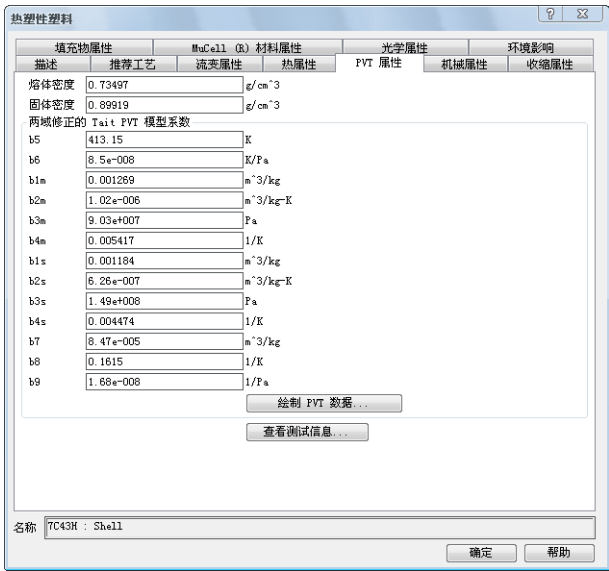 热塑性塑料
填充物属性 MuCell (R) 材料属性 光学属性 环境影响
描述 推荐工艺 流变属性 热属性 PVT 属性 机械属性 收缩属性
熔体密度 0.73497 g/cm^3
固体密度 0.89919 g/cm^3
两域修正的 Tait PVT 模型系数
b5 413.15 K
b6 8.5e-008 K/Pa
b1m 0.001269 m^3/kg
b2m 1.02e-006 m^3/kg-K
b3m 9.03e+007 Pa
b4m 0.005417 1/K
b1s 0.001184 m^3/kg
b2s 6.26e-007 m^3/kg-K
b3s 1.49e+008 Pa
b4s 0.004474 1/K
b7 8.47e-005 m^3/kg
b8 0.1615 1/K
b9 1.68e-008 1/Pa
绘制 PVT 数据...
查看测试信息...
名称 7C43H : Shell
确定 帮助